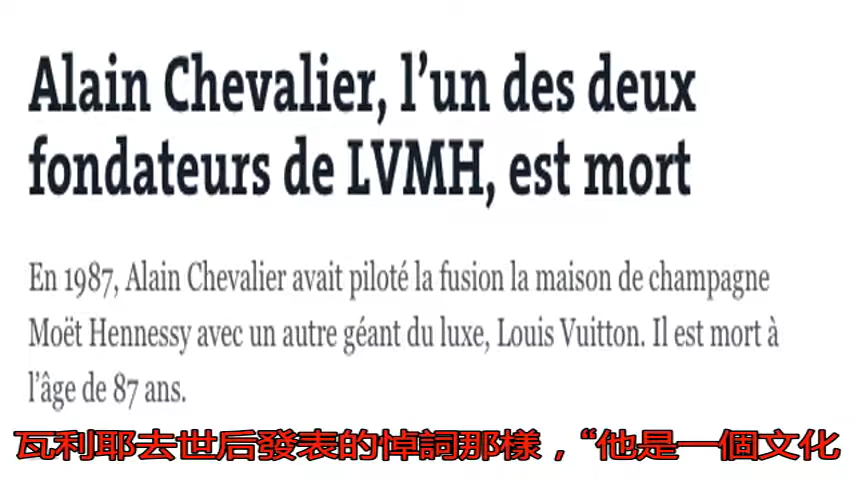 Alain Chevalier, l’un des deux
fondateurs de LVMH, est mort
En 1987, Alain Chevalier avait piloté la fusion la maison de champagne
Moët Hennessy avec un autre géant du luxe, Louis Vuitton. Il est mort à
l’âge de 87 ans.
瓦利耶去世后發表的悼詞那樣，“他是一個文化